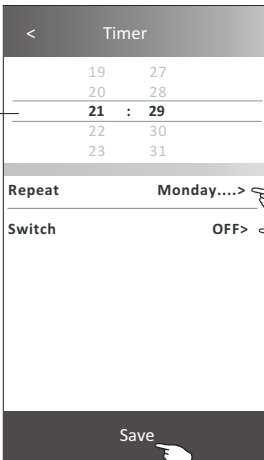 < Timer
19 27
20 28
21 : 29
22 30
23 31
Repeat Monday....>
Switch OFF>
Save